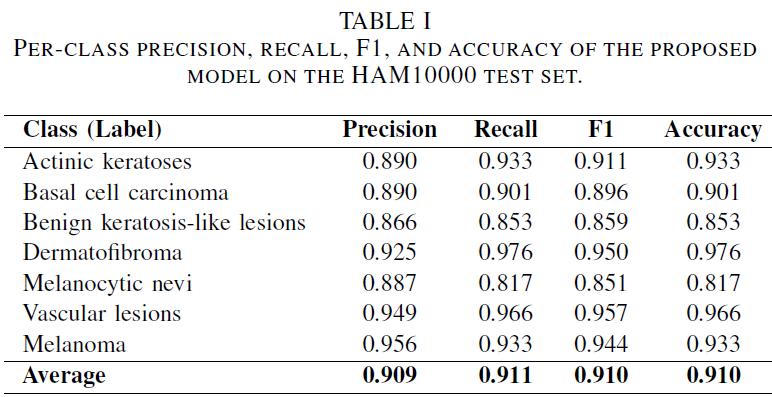 TABLE I
PER-CLASS PRECISION, RECALL, F1, AND ACCURACY OF THE PROPOSED
MODEL ON THE HAM10000 TEST SET.
Class (Label) Precision Recall F1 Accuracy
Actinic keratoses 0.890 0.933 0.911 0.933
Basal cell carcinoma 0.890 0.901 0.896 0.901
Benign keratosis-like lesions 0.866 0.853 0.859 0.853
Dermatofibroma 0.925 0.976 0.950 0.976
Melanocytic nevi 0.887 0.817 0.851 0.817
Vascular lesions 0.949 0.966 0.957 0.966
Melanoma 0.956 0.933 0.944 0.933
Average 0.909 0.911 0.910 0.910